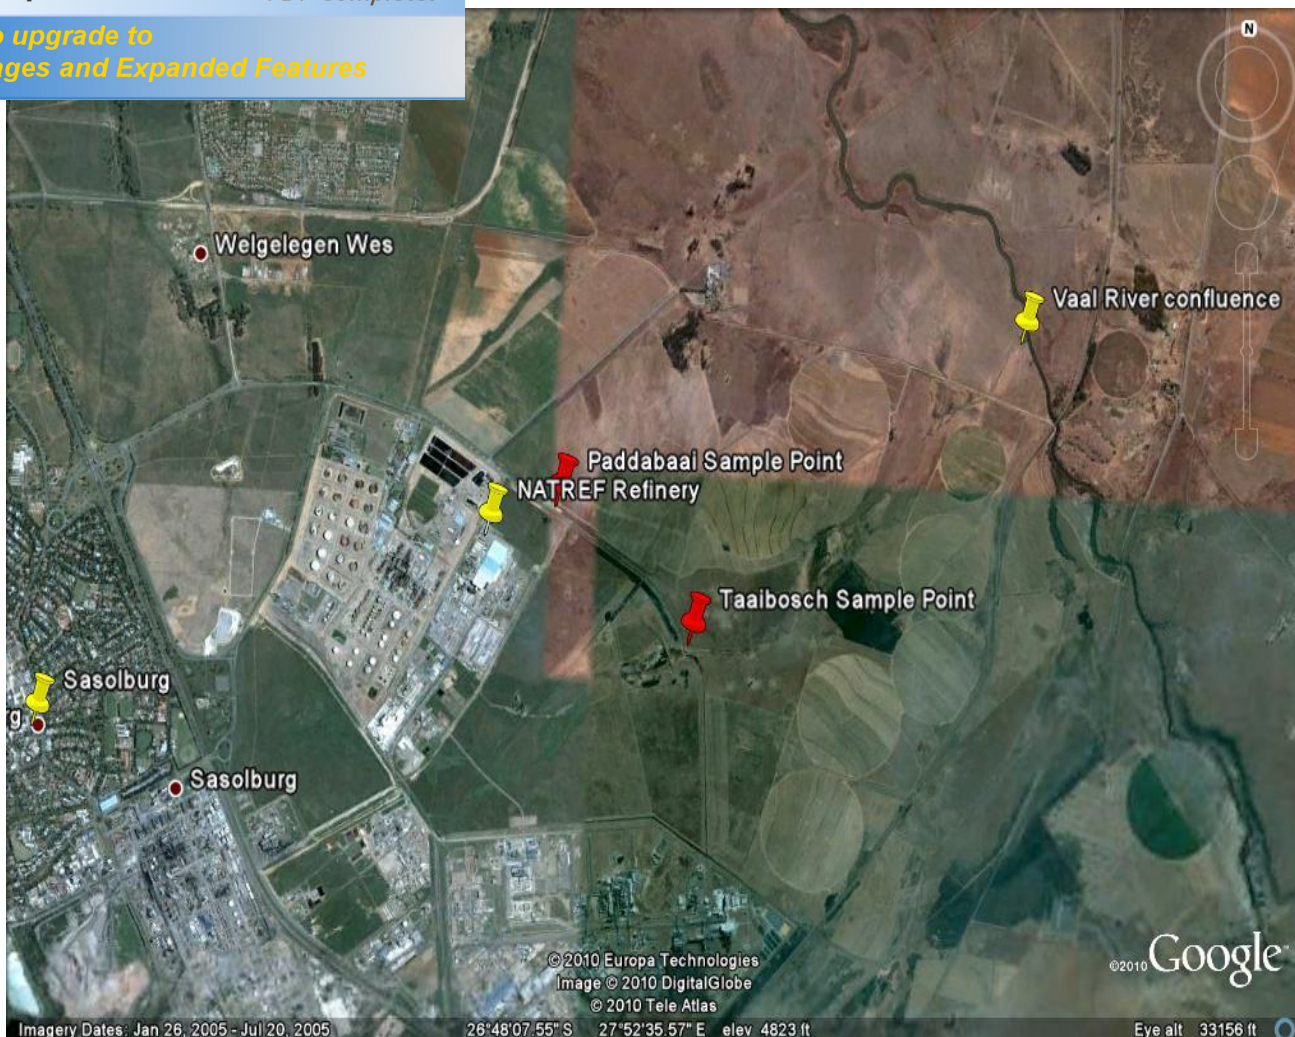 o upgrade to
ages and Expanded Features
N
Welgelegen Wes
Vaal River confluence
Paddabaai Sample Point
NATREF Refinery
Taaibosch Sample Point
Sasolburg
g
Sasolburg
© 2010 Europa Technologies
Image © 2010 DigitalGlobe
© 2010 Tele Atlas
©2010 Google™
Imagery Dates: Jan 26, 2005 - Jul 20, 2005 26°48'07.55" S 27°52'35.57" E elev 4823 ft Eye alt 33156 ft